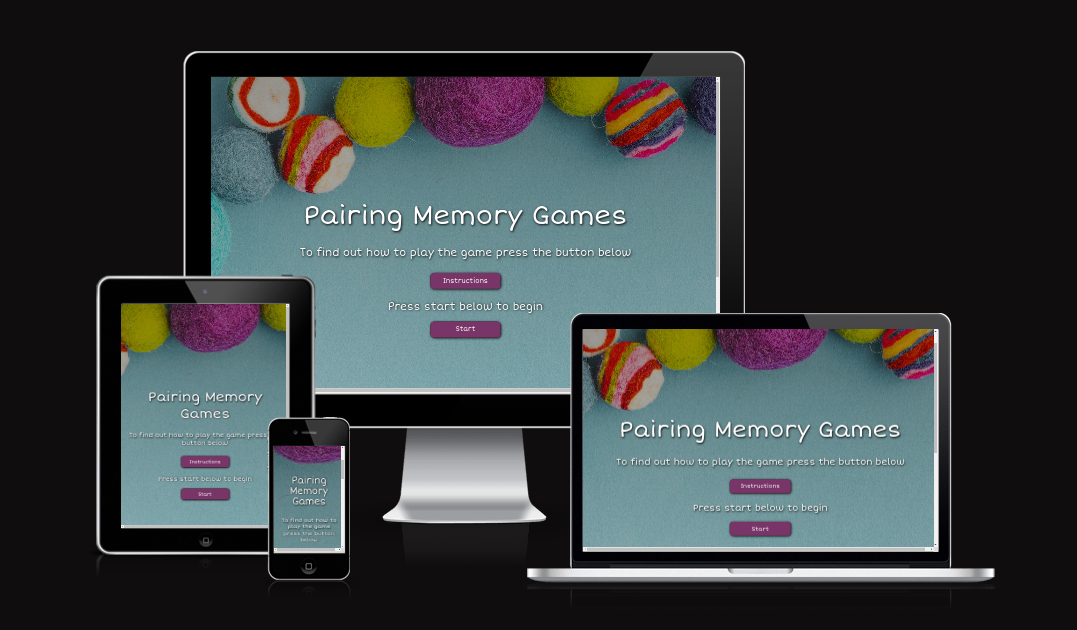 Pairing Memory Games
To find out how to play the game press the button below
Instructions
Press start below to begin
Start
Pairing Memory
Games
To find out how to play the game press
button below
Instructions
Press start below to begin
Start
Pairing
Memory
Games
To find out how to
play the game
press the button
below
Pairing Memory Games
To find out how to play the game press the button below
Instructions
Press start below to begin
Start